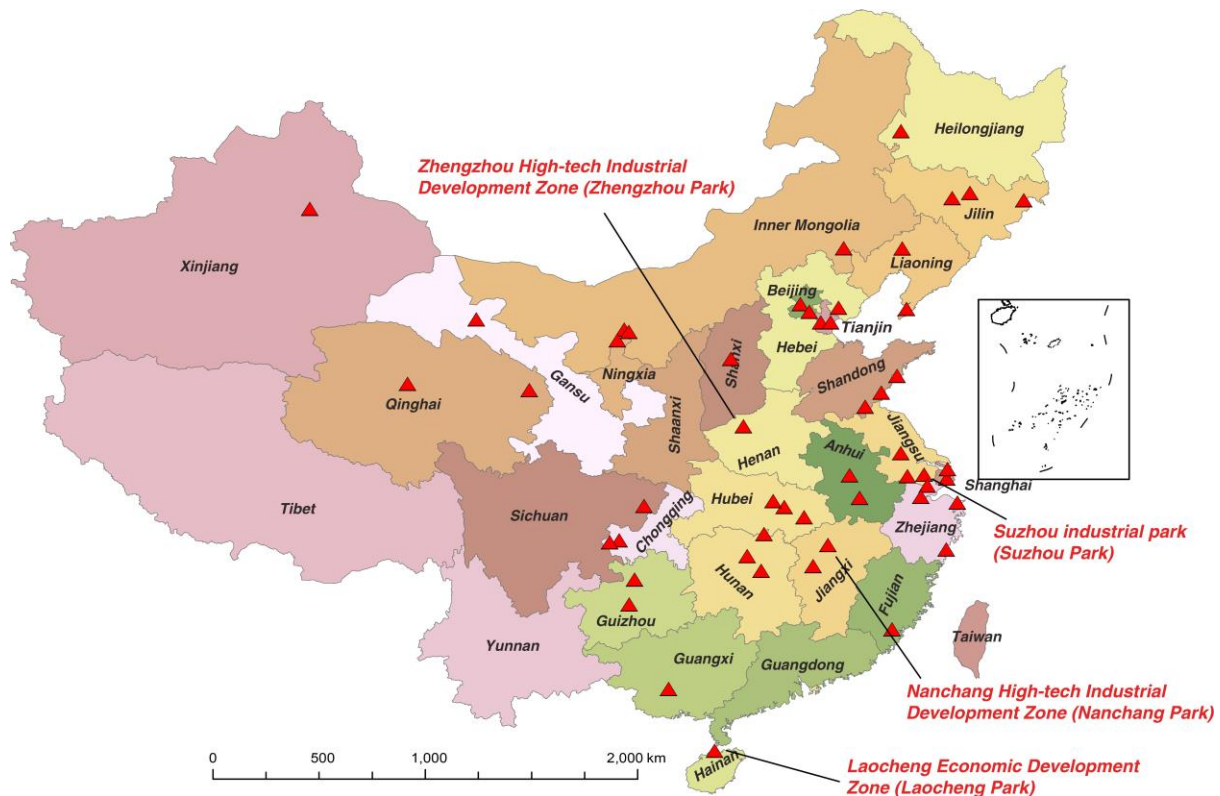 Heilongjiang
Zhengzhou High-tech Industrial
Development Zone (Zhengzhou Park)
Jilin
Inner Mongolia
Liaoning
Xinjiang
Beijing
Tianjin
Hebei
Shanxi
Shandong
Ningxia
Gansu
Qinghai
Shaanxi
Jiangsu
Henan
Anhui
Shanghai
Hubei
Chongqing
Sichuan
Tibet
Zhejiang
Suzhou industrial park
(Suzhou Park)
Hunan
Jiangxi
Fujian
Guizhou
Taiwan
Yunnan
Guangxi
Guangdong
Nanchang High-tech Industrial
Development Zone (Nanchang Park)
0 500 1,000 2,000 km
Hainan
Laocheng Economic Development
Zone (Laocheng Park)